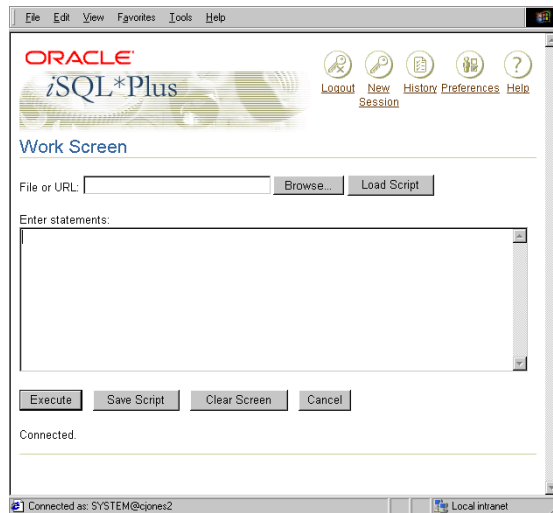 File Edit View Favorites Tools Help
ORACLE
iSQL*Plus
Logout New Session History Preferences Help
Work Screen
File or URL: Browse... Load Script
Enter statements:
Execute Save Script Clear Screen Cancel
Connected.
Connected as: SYSTEM@cjones2 Local intranet